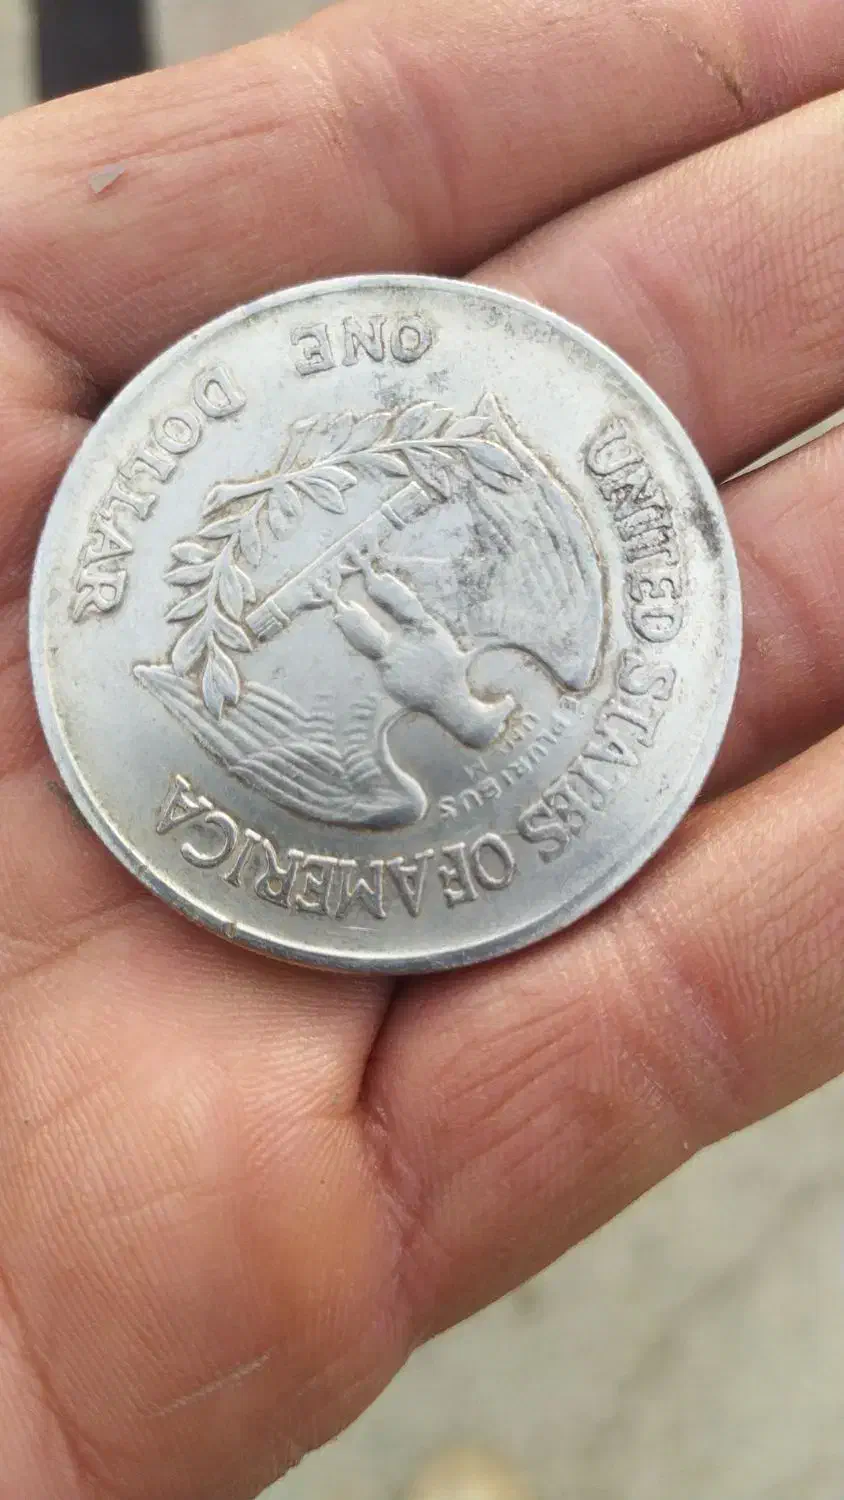 UNITED STATES OF AMERICA
E PLURIBUS
UNUM
ONE DOLLAR